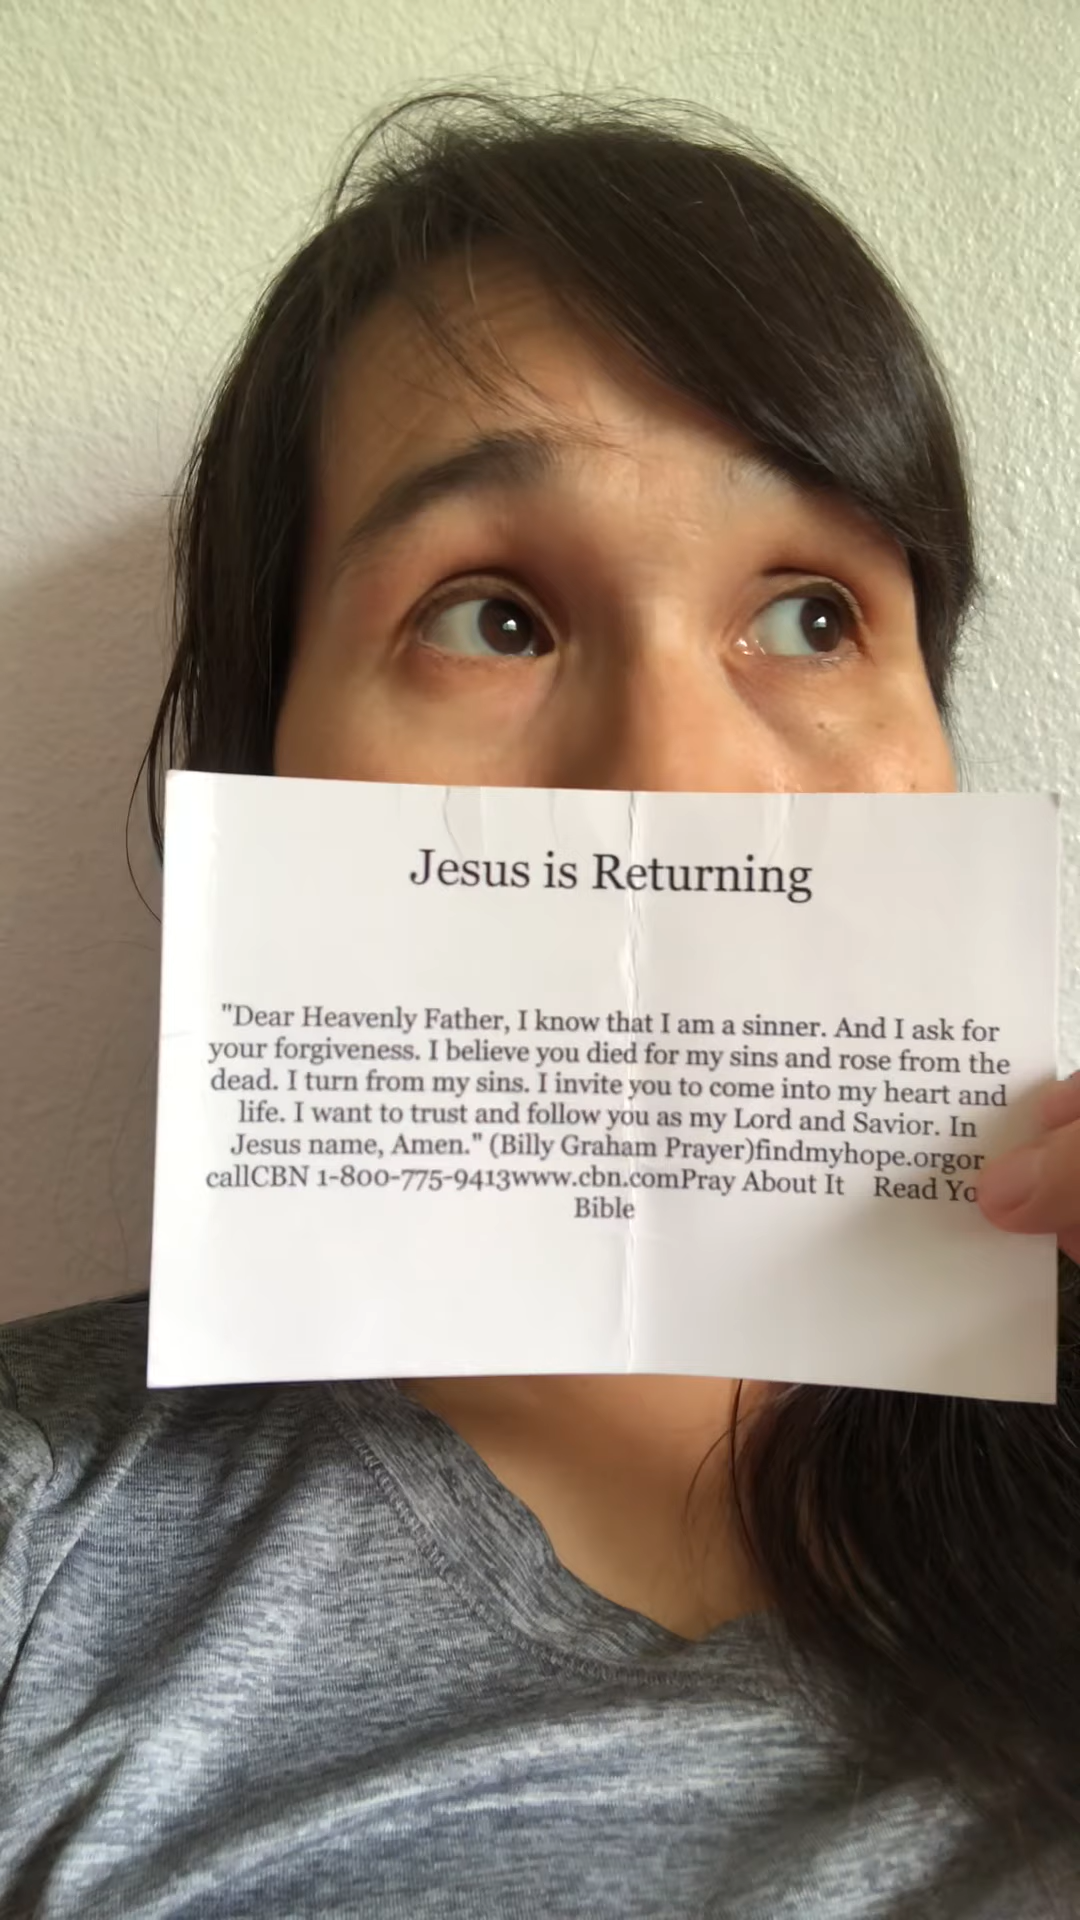 Jesus is Returning
"Dear Heavenly Father, I know that I am a sinner. And I ask for
your forgiveness. I believe you died for my sins and rose from the
dead. I turn from my sins. I invite you to come into my heart and
life. I want to trust and follow you as my Lord and Savior. In
Jesus name, Amen." (Billy Graham Prayer)findmyhope.orgor
callCBN 1-800-775-9413www.cbn.comPray About It Read
Bible